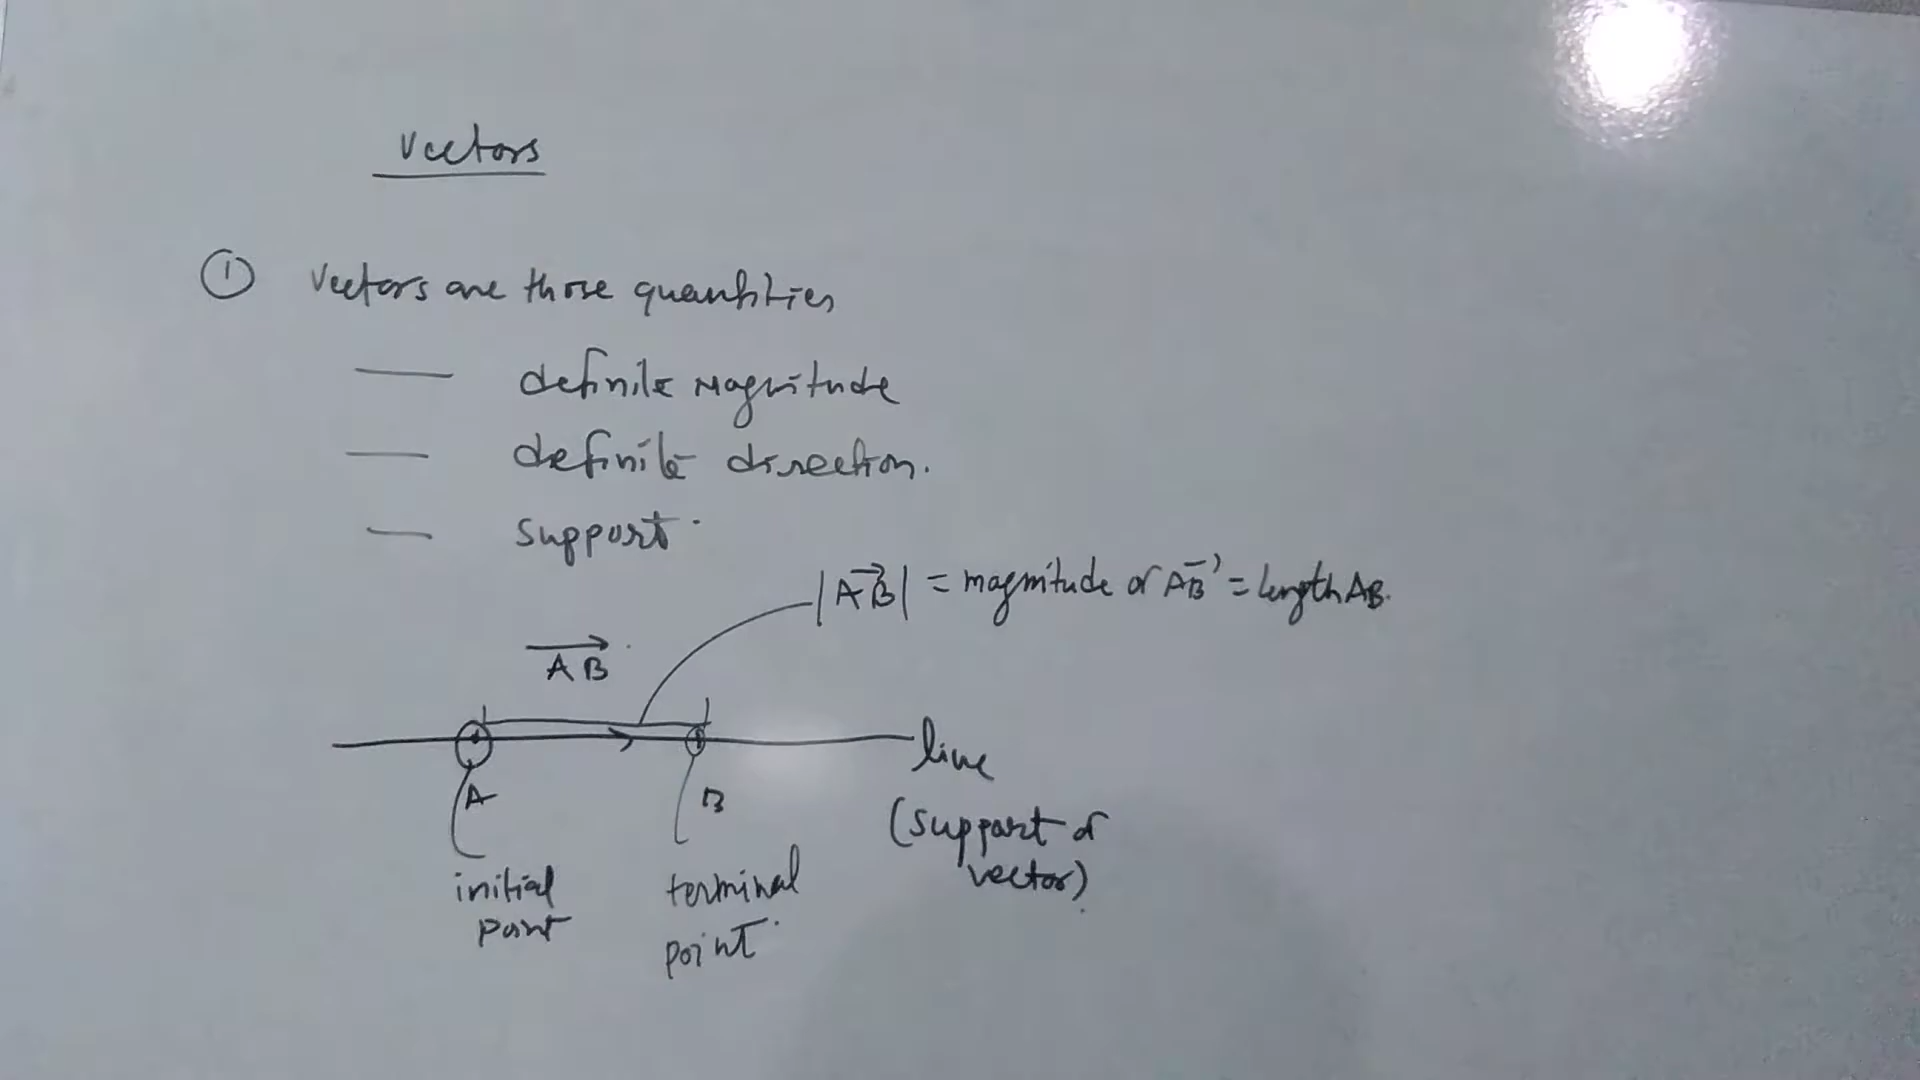 Vectors
① Vectors are those quantities
— definite Magnitude
— definite direction.
— Support.
|AB→| = magnitude of AB→ = length AB.
AB→
line
A B
(support of
vector)
initial
point
terminal
point.